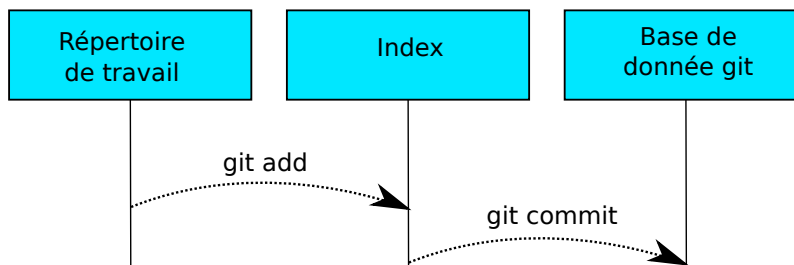 Répertoire
de travail
Index
Base de
donnée git
git add
git commit